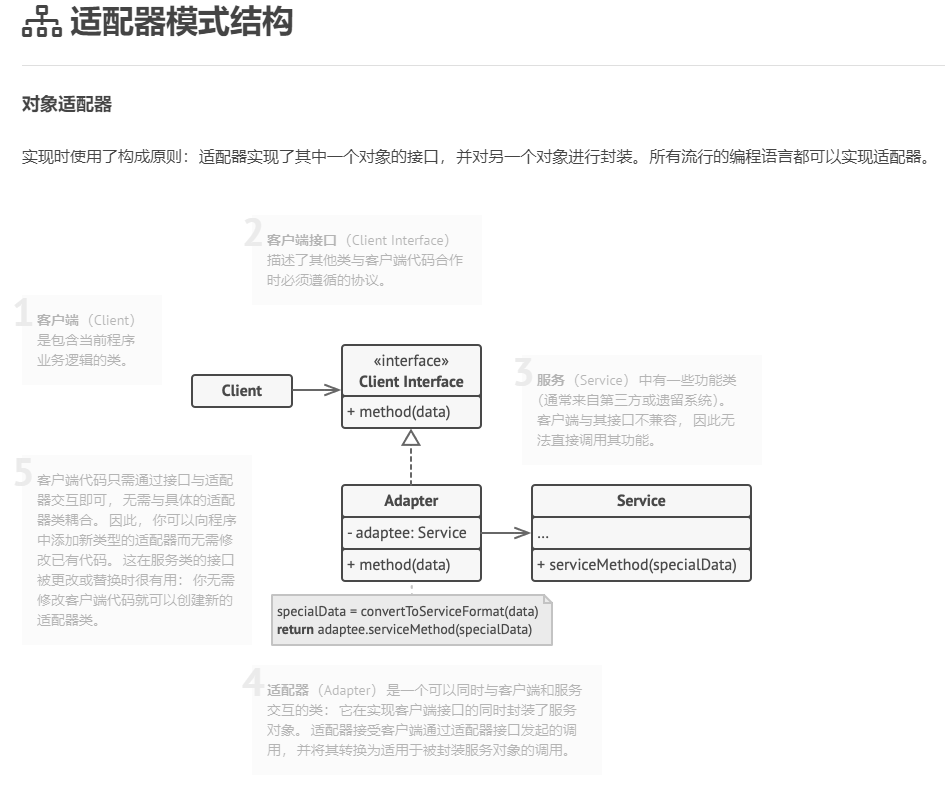 适配器模式结构
对象适配器
实现时使用了构成原则：适配器实现了其中一个对象的接口，并对另一个对象进行封装。所有流行的编程语言都可以实现适配器。
2
客户端接口（Client Interface）
描述了其他类与客户端代码合作
时必须遵循的协议。
1
客户端（Client）
是包含当前程序
业务逻辑的类。
Client
«interface»
Client Interface
+ method(data)
3
服务（Service）中有一些功能类
（通常来自第三方或遗留系统）。
客户端与其接口不兼容，因此无
法直接调用其功能。
5
客户端代码只需通过接口与适配
器交互即可，无需与具体的适配
器类耦合。因此，你可以向程序
中添加新类型的适配器而无需修
改已有代码。这在服务类的接口
被更改或替换时很有用：你无需
修改客户端代码就可以创建新的
适配器类。
Adapter
- adaptee: Service
+ method(data)
Service
...
+ serviceMethod(specialData)
specialData = convertToServiceFormat(data)
return adaptee.serviceMethod(specialData)
4
适配器（Adapter）是一个可以同时与客户端和服务
交互的类：它在实现客户端接口的同时封装了服务
对象。适配器接受客户端通过适配器接口发起的调
用，并将其转换为适用于被封装服务对象的调用。